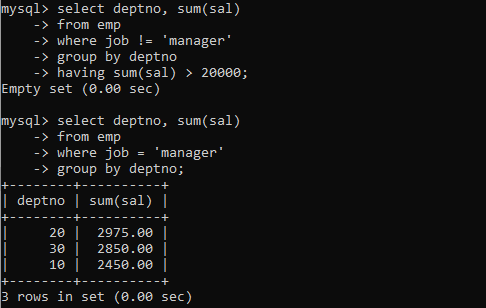 mysql> select deptno, sum(sal)
    -> from emp
    -> where job != 'manager'
    -> group by deptno
    -> having sum(sal) > 20000;
Empty set (0.00 sec)

mysql> select deptno, sum(sal)
    -> from emp
    -> where job = 'manager'
    -> group by deptno;
+--------+----------+
| deptno | sum(sal) |
+--------+----------+
|     20 |  2975.00 |
|     30 |  2850.00 |
|     10 |  2450.00 |
+--------+----------+
3 rows in set (0.00 sec)